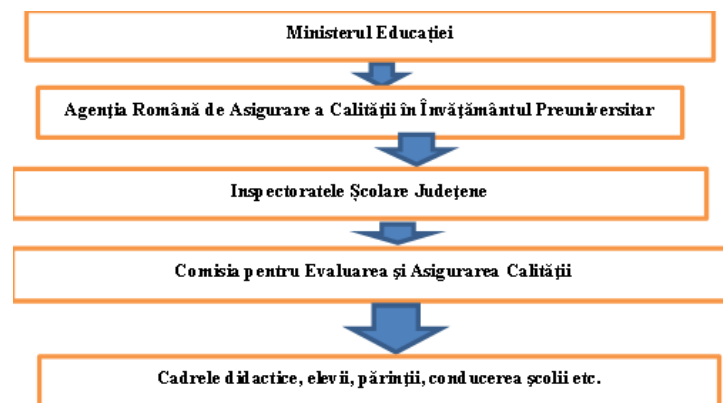 Ministerul Educației
Agenția Română de Asigurare a Calității în Învățământul Preuniversitar
Inspectoratele Școlare Județene
Comisia pentru Evaluarea și Asigurarea Calității
Cadrele didactice, elevii, părinții, conducerea școlii etc.